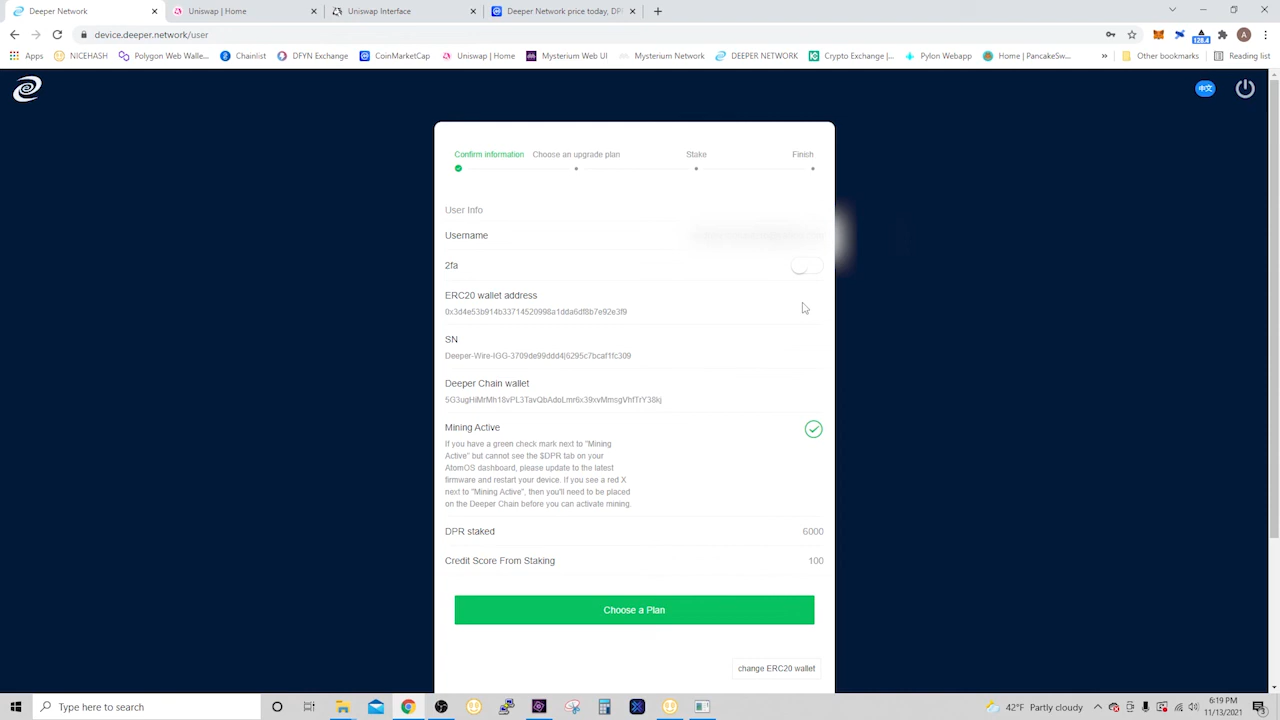 Deeper Network
Uniswap | Home
Uniswap Interface
Deeper Network price today, DPR
device.deeper.network/user
128.4
A
Apps
NICEHASH
Polygon Web Walle...
Chainlist
DFYN Exchange
CoinMarketCap
Uniswap | Home
Mysterium Web UI
Mysterium Network
DEEPER NETWORK
Crypto Exchange |...
Pylon Webapp
Home | PancakeSw...
Other bookmarks
Reading list
中文
Confirm information
Choose an upgrade plan
Stake
Finish
User Info
Username
2fa
ERC20 wallet address
0x3d4e53b914b33714520998a1dda6df8b7e92e3f9
SN
Deeper-Wire-IGG-3709de99ddd4|6295c7bcaf1fc309
Deeper Chain wallet
5G3ugHiMrMh18vPL3TavQbAdoLmr6x39xvMmsgVhfTrY38kj
Mining Active
If you have a green check mark next to "Mining
Active" but cannot see the $DPR tab on your
AtomOS dashboard, please update to the latest
firmware and restart your device. If you see a red X
next to "Mining Active", then you'll need to be placed
on the Deeper Chain before you can activate mining.
DPR staked
6000
Credit Score From Staking
100
Choose a Plan
change ERC20 wallet
Type here to search
42°F Partly cloudy
6:19 PM
11/13/2021